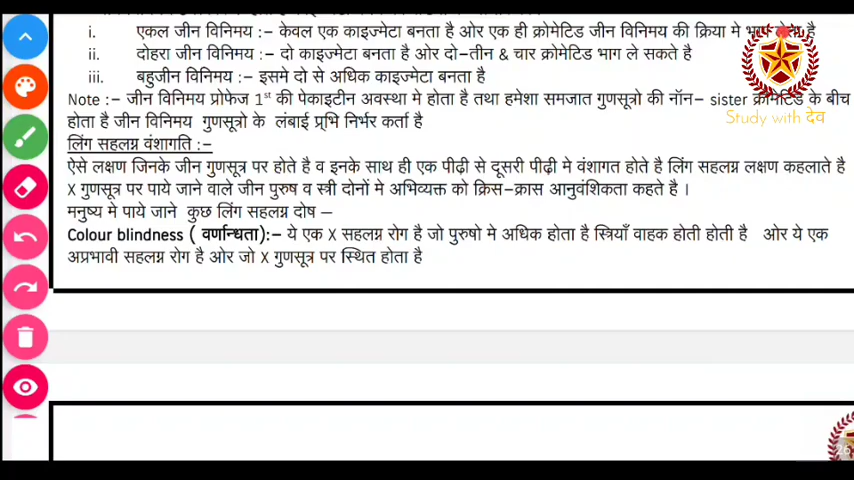 i. एकल जीन विनिमय :– केवल एक काइज्मेटा बनता है ओर एक ही क्रोमेटिड जीन विनिमय की क्रिया मे भाग लेता है
ii. दोहरा जीन विनिमय :– दो काइज्मेटा बनता है ओर दो–तीन & चार क्रोमेटिड भाग ले सकते है
iii. बहुजीन विनिमय :– इसमे दो से अधिक काइज्मेटा बनता है
Note :– जीन विनिमय प्रोफेज 1st की पेकाइटीन अवस्था मे होता है तथा हमेशा समजात गुणसूत्रो की नॉन– sister क्रोमेटिड के बीच
Study with देव
होता है जीन विनिमय गुणसूत्रो के लंबाई प्र्भि निर्भर कर्ता है
लिंग सहलग्न वंशागति :–
ऐसे लक्षण जिनके जीन गुणसूत्र पर होते है व इनके साथ ही एक पीढ़ी से दूसरी पीढ़ी मे वंशागत होते है लिंग सहलग्न लक्षण कहलाते है
X गुणसूत्र पर पाये जाने वाले जीन पुरुष व स्त्री दोनों मे अभिव्यक्त को क्रिस–क्रास आनुवंशिकता कहते है ।
मनुष्य मे पाये जाने कुछ लिंग सहलग्न दोष –
Colour blindness ( वर्णान्धता):– ये एक X सहलग्न रोग है जो पुरुषो मे अधिक होता है स्त्रियाँ वाहक होती होती है ओर ये एक
अप्रभावी सहलग्न रोग है ओर जो X गुणसूत्र पर स्थित होता है